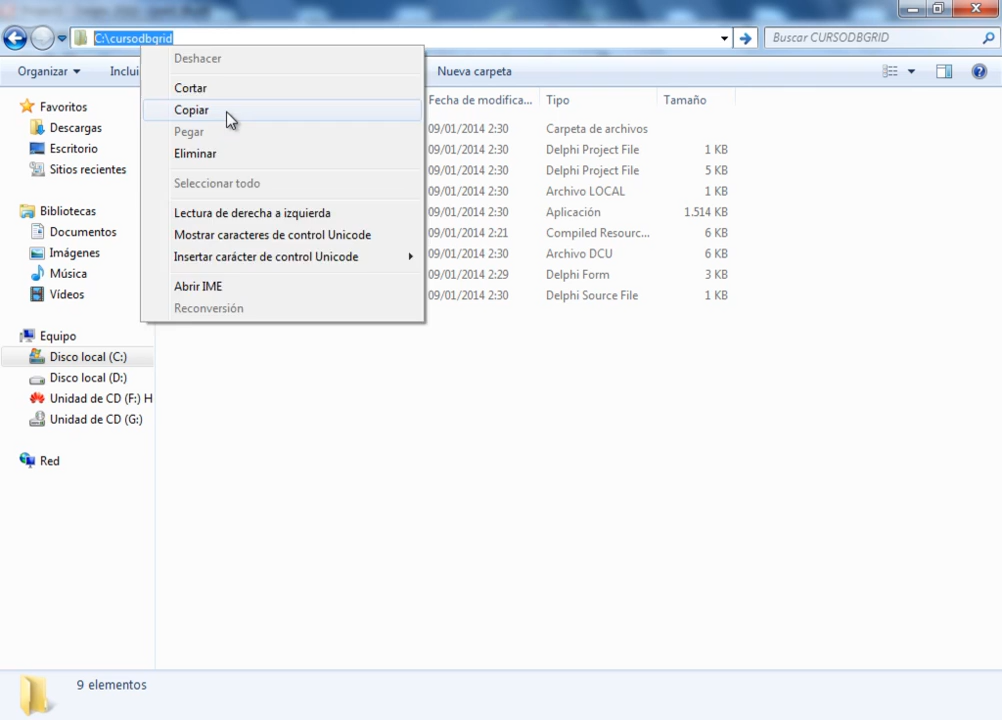 C:\cursodbgrid
Buscar CURSODBGRID
Organizar
Inclui
Nueva carpeta
Deshacer
Cortar
Copiar
Pegar
Eliminar
Seleccionar todo
Lectura de derecha a izquierda
Mostrar caracteres de control Unicode
Insertar carácter de control Unicode
Abrir IME
Reconversión
Favoritos
Descargas
Escritorio
Sitios recientes
Bibliotecas
Documentos
Imágenes
Música
Vídeos
Equipo
Disco local (C:)
Disco local (D:)
Unidad de CD (F:) H
Unidad de CD (G:)
Red
Fecha de modifica... Tipo Tamaño
09/01/2014 2:30 Carpeta de archivos
09/01/2014 2:30 Delphi Project File 1 KB
09/01/2014 2:30 Delphi Project File 5 KB
09/01/2014 2:30 Archivo LOCAL 1 KB
09/01/2014 2:30 Aplicación 1.514 KB
09/01/2014 2:21 Compiled Resourc... 6 KB
09/01/2014 2:30 Archivo DCU 6 KB
09/01/2014 2:29 Delphi Form 3 KB
09/01/2014 2:30 Delphi Source File 1 KB
9 elementos